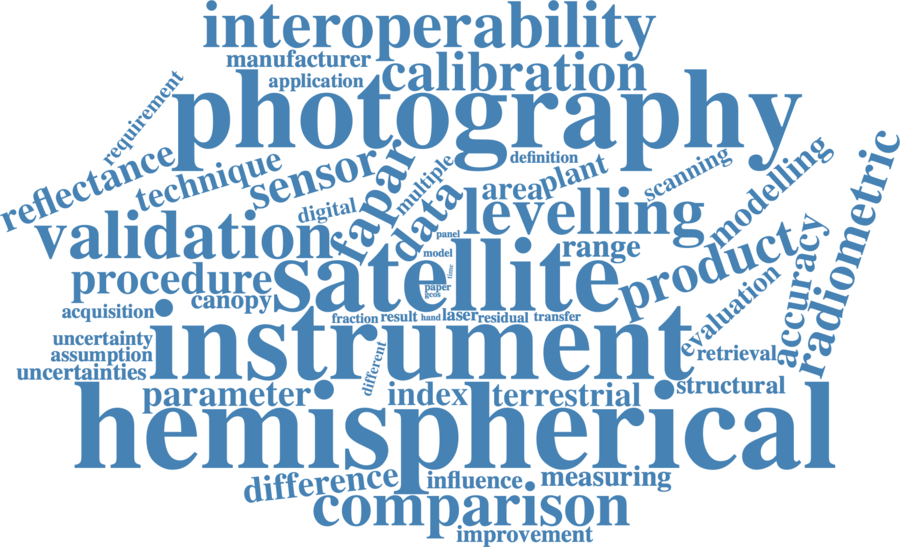 interoperability
manufacturer
calibration
application
photography
requirement
reflectance
technique
sensor
fapar
multiple
definition
scanning
modelling
radiometric
digital
data
area
plant
levelling
validation
panel
range
model
time
satellite
product
accuracy
procedure
canopy
paper
gcos
evaluation
acquisition
instrument
fraction
result
hand
laser
residual
transfer
uncertainty
assumption
uncertainties
different
retrieval
parameter
index
terrestrial
structural
hemispherical
difference
influence
measuring
comparison
improvement